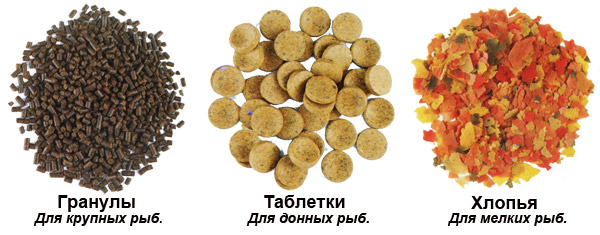 Гранулы
Для крупных рыб.
Таблетки
Для донных рыб.
Хлопья
Для мелких рыб.